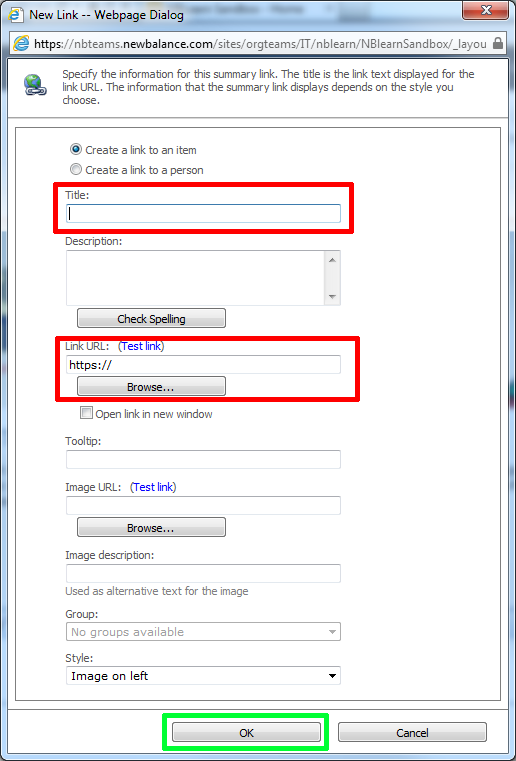 New Link -- Webpage Dialog
https://nbteams.newbalance.com/sites/orgteams/IT/nblearn/NBlearnSandbox/_layou
Specify the information for this summary link. The title is the link text displayed for the
link URL. The information that the summary link displays depends on the style you
choose.
Create a link to an item
Create a link to a person
Title:
Description:
Check Spelling
Link URL: (Test link)
https://
Browse...
Open link in new window
Tooltip:
Image URL: (Test link)
Browse...
Image description:
Used as alternative text for the image
Group:
No groups available
Style:
Image on left
OK Cancel